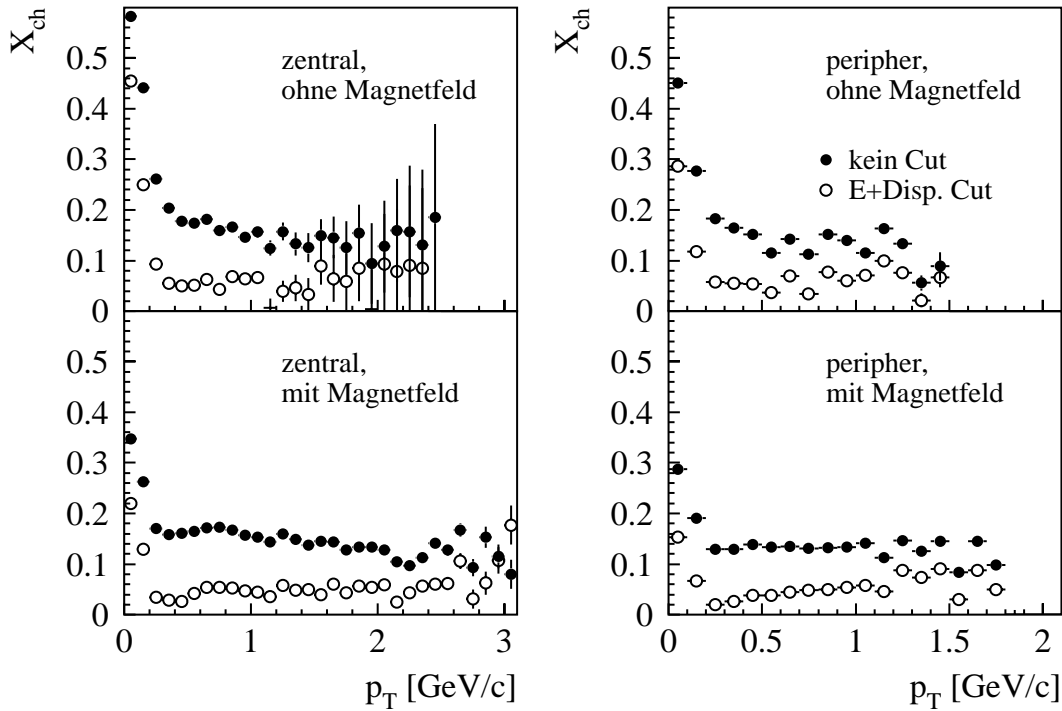 X_ch
0.5
0.4
0.3
0.2
0.1
0
zentral,
ohne Magnetfeld
X_ch
0.5
0.4
0.3
0.2
0.1
0
peripher,
ohne Magnetfeld
kein Cut
E+Disp. Cut
0.5
0.4
0.3
0.2
0.1
0
zentral,
mit Magnetfeld
0 1 2 3
p_T [GeV/c]
0.5
0.4
0.3
0.2
0.1
0
peripher,
mit Magnetfeld
0 0.5 1 1.5 2
p_T [GeV/c]